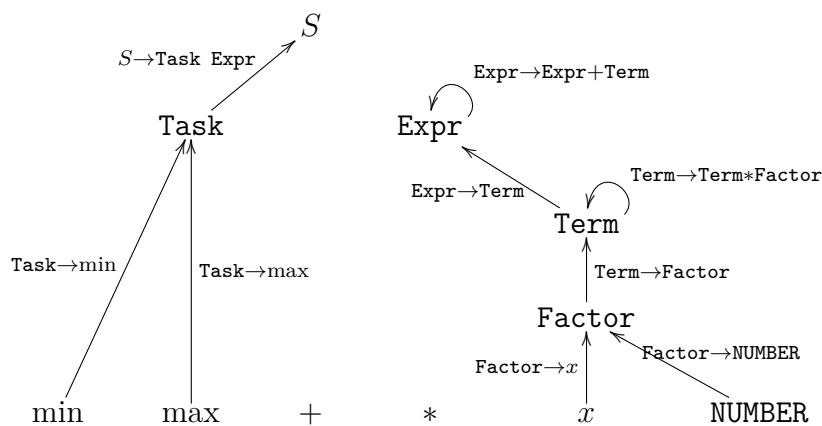 S
S→Task Expr
Expr→Expr+Term
Task
Expr
Term→Term*Factor
Expr→Term
Term
Task→min
Task→max
Term→Factor
Factor
Factor→NUMBER
Factor→x
min max + * x NUMBER